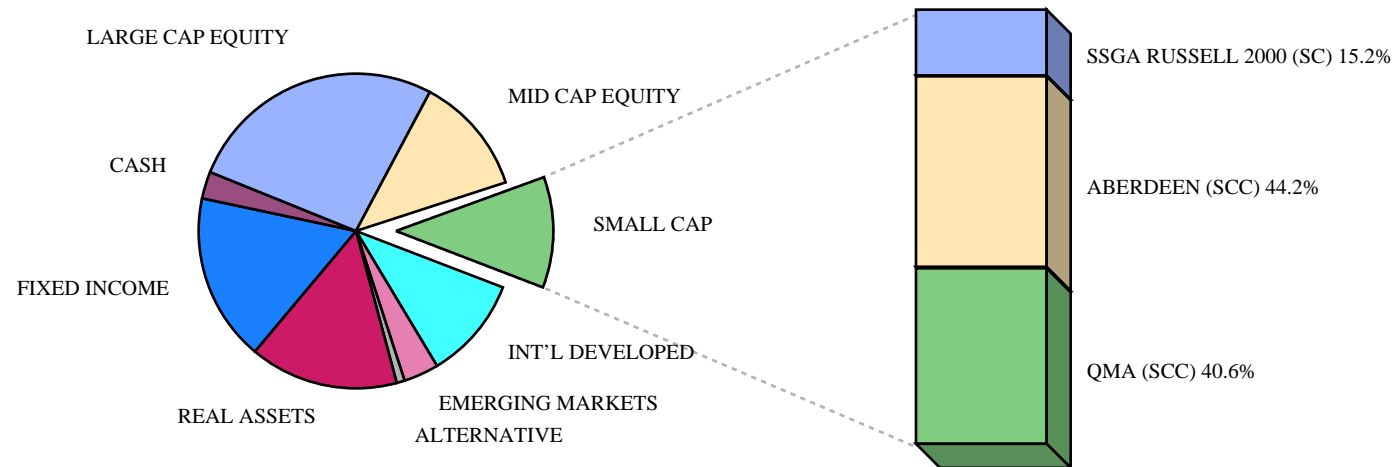 LARGE CAP EQUITY
MID CAP EQUITY
CASH
SMALL CAP
FIXED INCOME
INT'L DEVELOPED
EMERGING MARKETS
REAL ASSETS
ALTERNATIVE
SSGA RUSSELL 2000 (SC) 15.2%
ABERDEEN (SCC) 44.2%
QMA (SCC) 40.6%